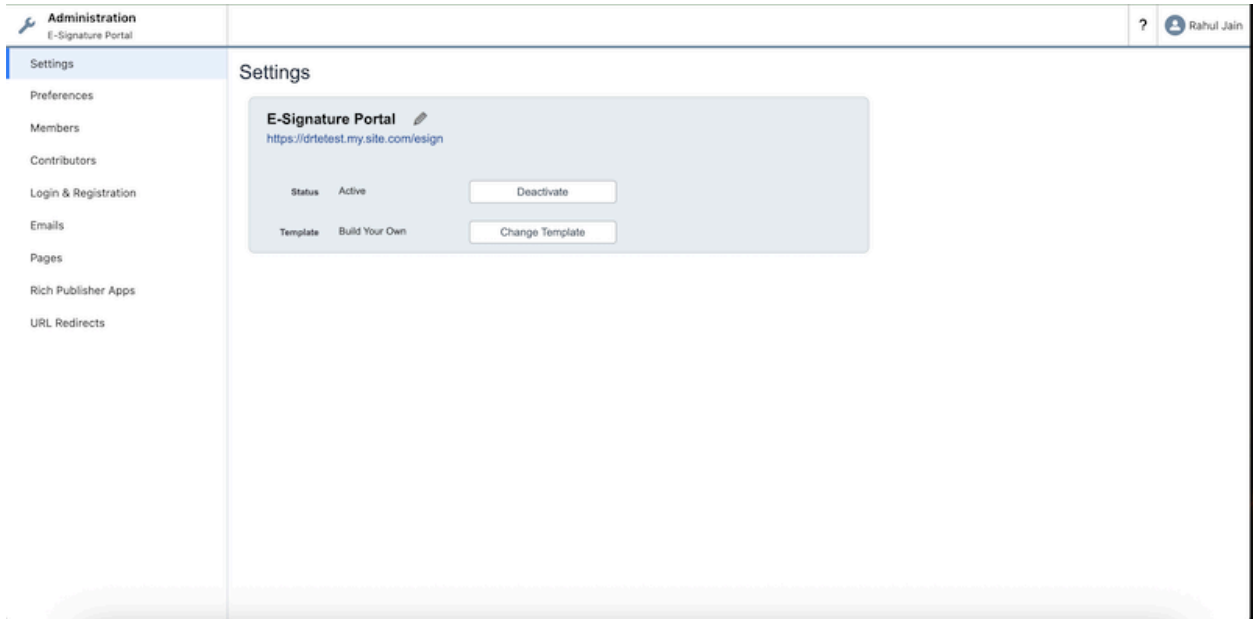 Administration
E-Signature Portal
?
Rahul Jain
Settings
Preferences
Members
Contributors
Login & Registration
Emails
Pages
Rich Publisher Apps
URL Redirects
Settings
E-Signature Portal
https://drtetest.my.site.com/esign
Status Active Deactivate
Template Build Your Own Change Template